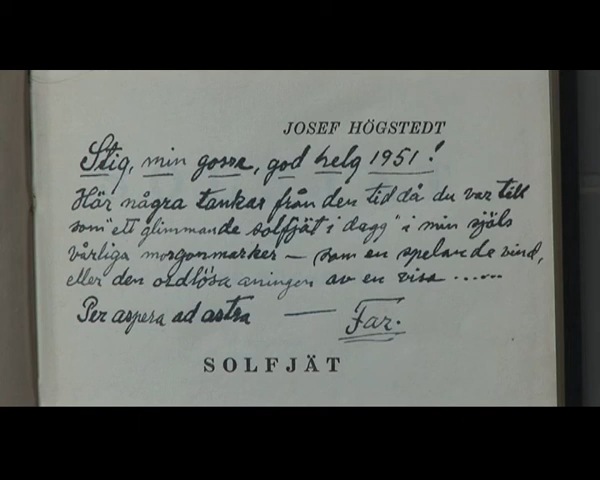 JOSEF HÖGSTEDT
Stig, min gosse, god helg 1951!
Här några tankar från den tid då du var till
som "ett glimmande solfjät i dagg" i min själs
vårliga morgonmarker – som en spelande vind,
eller den ordlösa aningen av en visa ......
Per aspera ad astra — Far.
SOLFJÄT